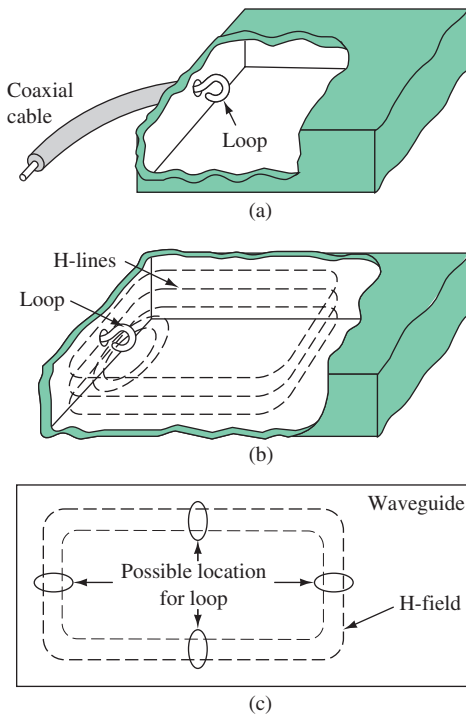 Coaxial
cable
Loop
(a)
H-lines
Loop
(b)
Waveguide
Possible location
for loop
H-field
(c)